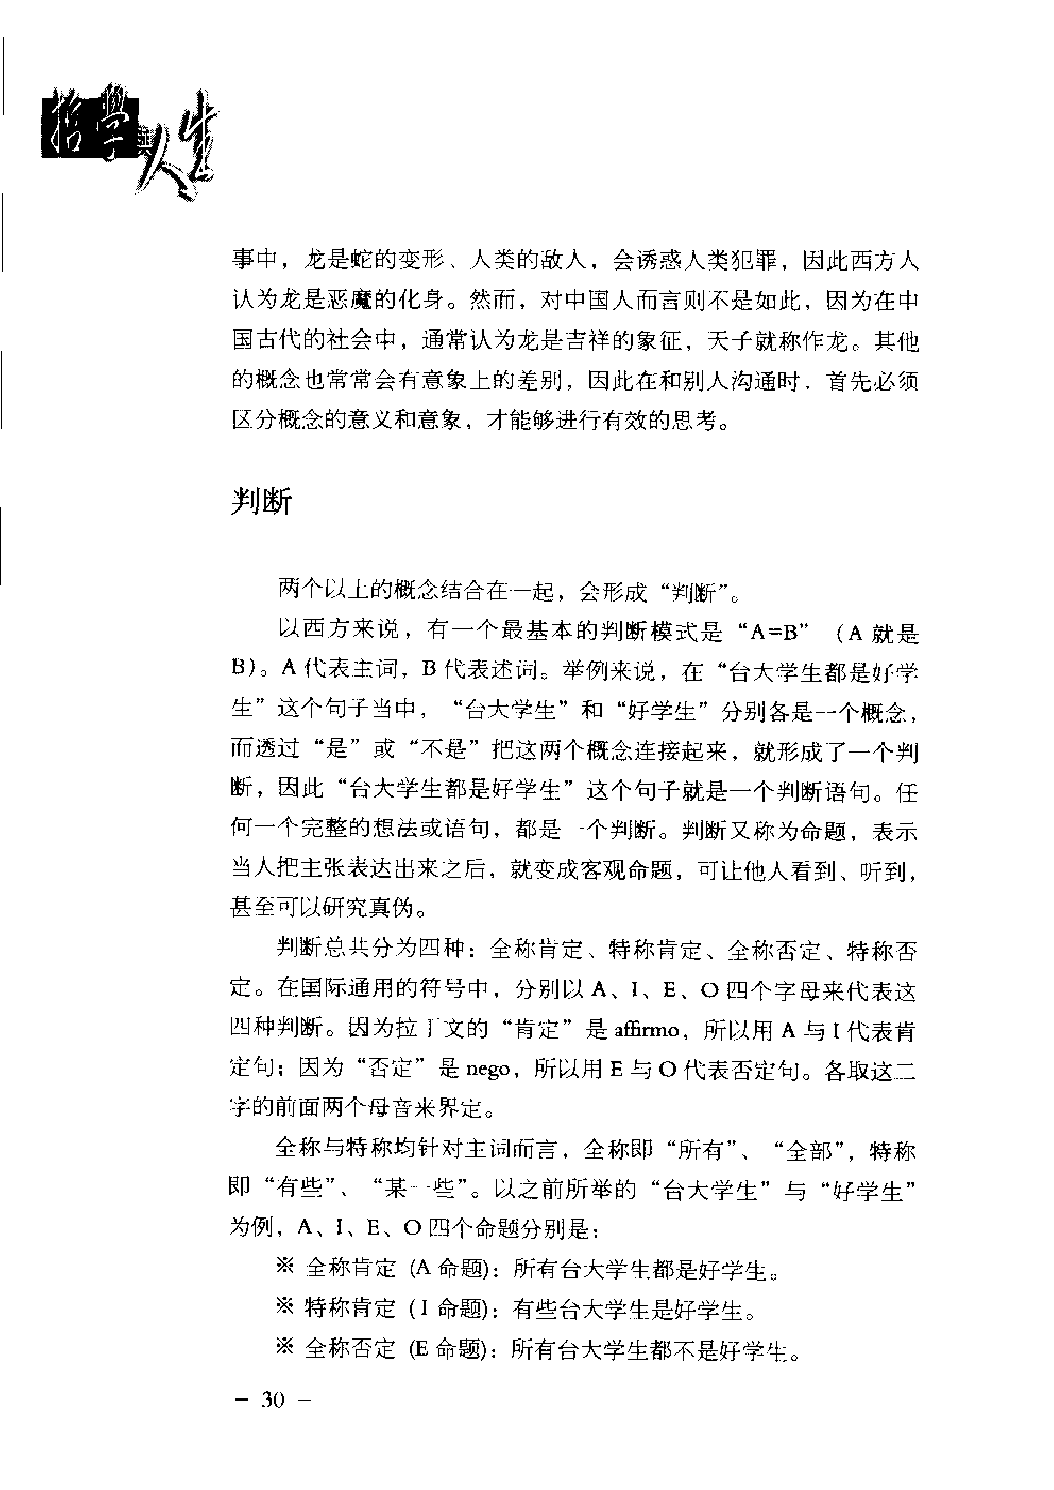 哲學與人生
事中，龙是蛇的变形、人类的敌人，会诱惑人类犯罪，因此西方人
认为龙是恶魔的化身。然而，对中国人而言则不是如此，因为在中
国古代的社会中，通常认为龙是吉祥的象征，天子就称作龙。其他
的概念也常常会有意象上的差别，因此在和别人沟通时，首先必须
区分概念的意义和意象，才能够进行有效的思考。
判断
两个以上的概念结合在一起，会形成“判断”。
以西方来说，有一个最基本的判断模式是“A=B”（A 就是
B）。A 代表主词，B 代表述词。举例来说，在“台大学生都是好学
生”这个句子当中，“台大学生”和“好学生”分别各是一个概念，
而透过“是”或“不是”把这两个概念连接起来，就形成了一个判
断，因此“台大学生都是好学生”这个句子就是一个判断语句。任
何一个完整的想法或语句，都是一个判断。判断又称为命题，表示
当人把主张表达出来之后，就变成客观命题，可让他人看到、听到，
甚至可以研究真伪。
判断总共分为四种：全称肯定、特称肯定、全称否定、特称否
定。在国际通用的符号中，分别以 A、I、E、O 四个字母来代表这
四种判断。因为拉丁文的“肯定”是 affirmo，所以用 A 与 I 代表肯
定句；因为“否定”是 nego，所以用 E 与 O 代表否定句。各取这二
字的前面两个母音来界定。
全称与特称均针对主词而言，全称即“所有”、“全部”，特称
即“有些”、“某一些”。以之前所举的“台大学生”与“好学生”
为例，A、I、E、O 四个命题分别是：
※ 全称肯定 (A 命题)：所有台大学生都是好学生。
※ 特称肯定 (I 命题)：有些台大学生是好学生。
※ 全称否定 (E 命题)：所有台大学生都不是好学生。
– 30 –